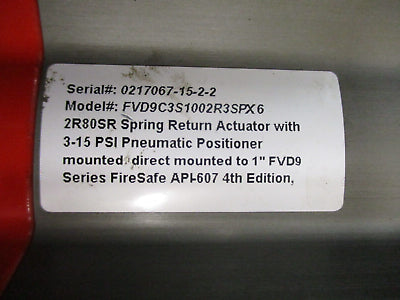 Serial#: 0217067-15-2-2
Model#: FVD9C3S1002R3SPX6
2R80SR Spring Return Actuator with
3-15 PSI Pneumatic Positioner
mounted, direct mounted to 1" FVD9
Series FireSafe API-607 4th Edition,